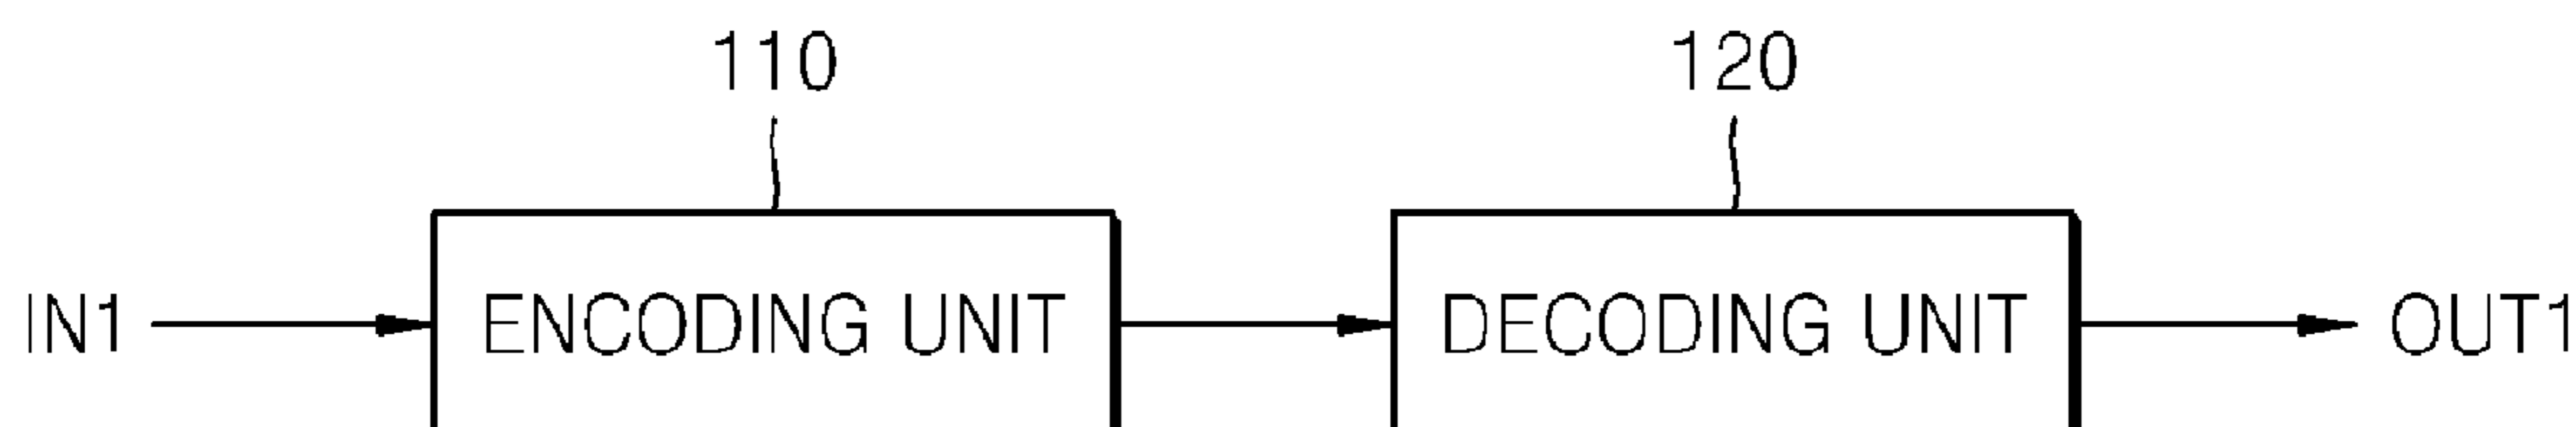 110 120
IN1 ENCODING UNIT DECODING UNIT OUT1